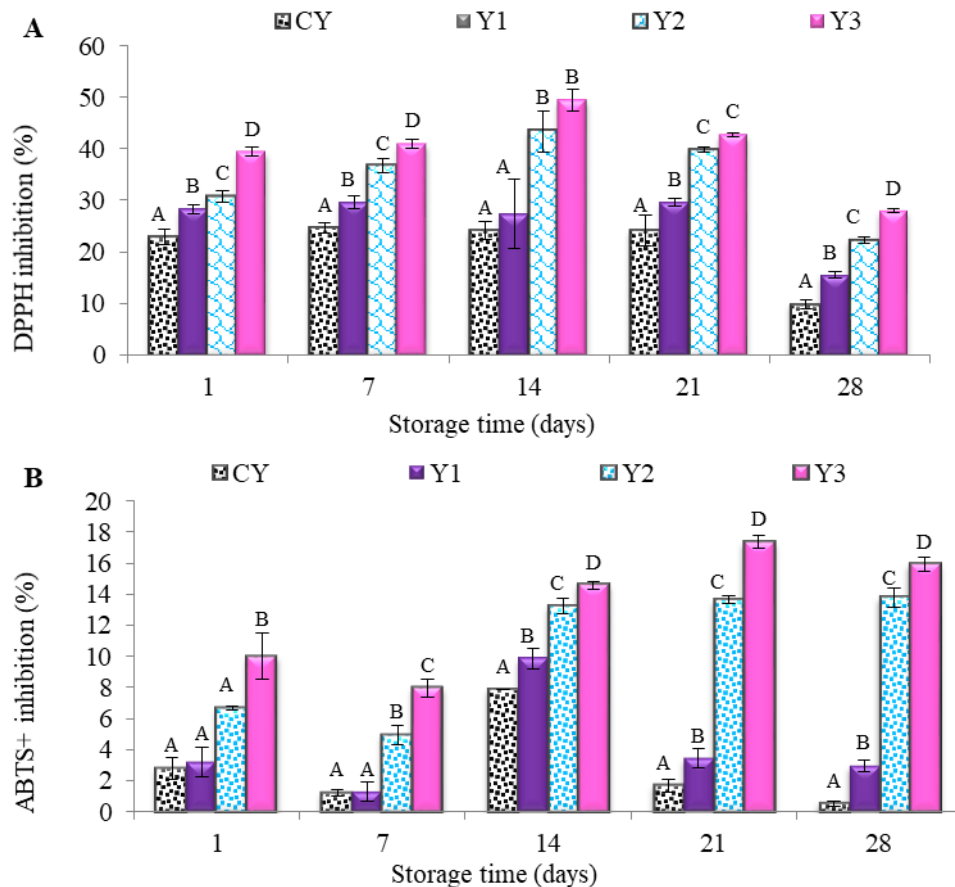 A
CY Y1 Y2 Y3
60
50
40
30
20
10
0
DPPH inhibition (%)
A B C D
A B C D
A A B B
A B C C
A B C D
1 7 14 21 28
Storage time (days)
B
CY Y1 Y2 Y3
20
18
16
14
12
10
8
6
4
2
0
ABTS+ inhibition (%)
A A A B
A A B C
A B C D
A B C D
A B C D
1 7 14 21 28
Storage time (days)